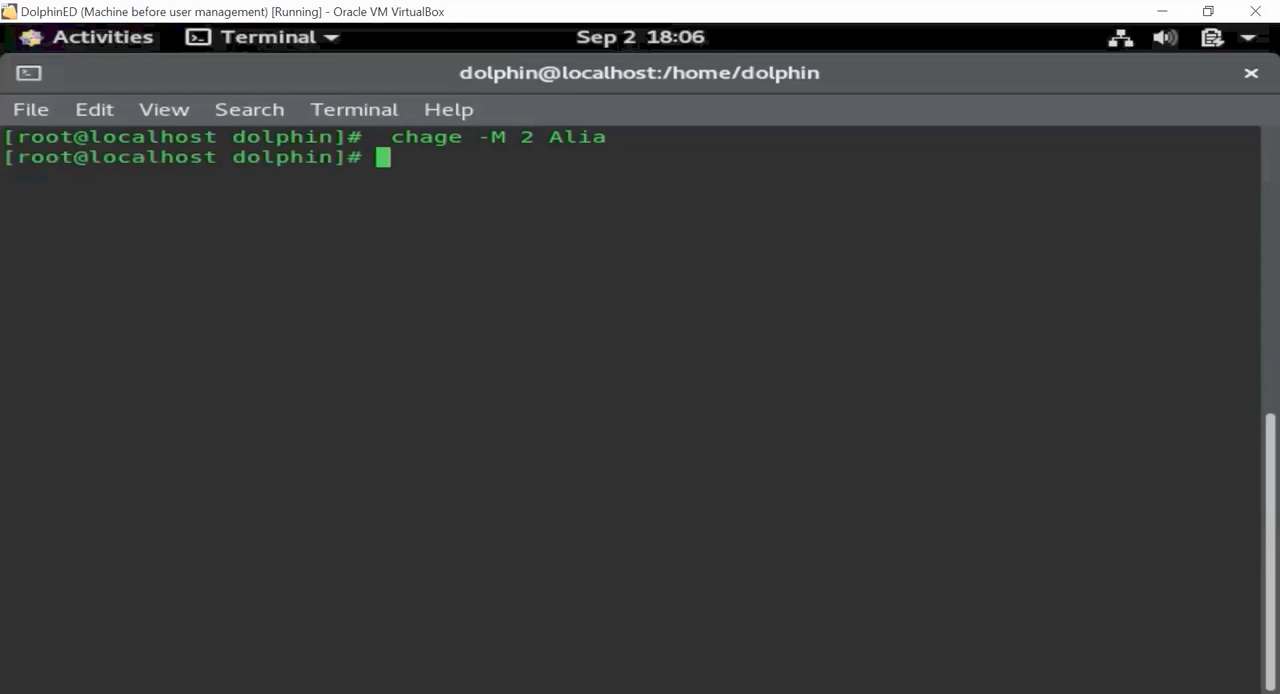 DolphinED (Machine before user management) [Running] - Oracle VM VirtualBox
Activities Terminal Sep 2 18:06
dolphin@localhost:/home/dolphin
File Edit View Search Terminal Help
[root@localhost dolphin]#  chage -M 2 Alia
[root@localhost dolphin]#